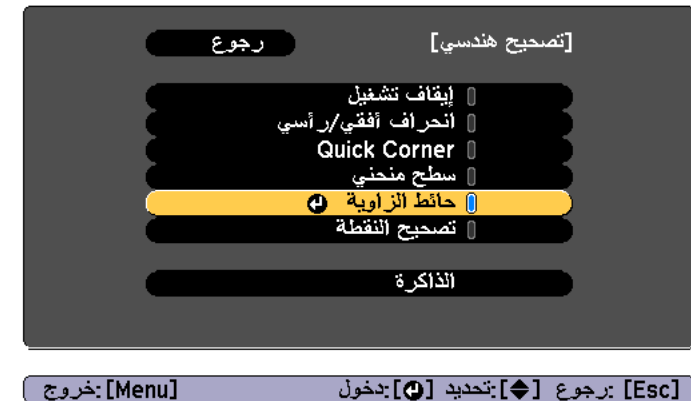 [تصحيح هندسي] رجوع
إيقاف تشغيل
انحراف أفقي/رأسي
Quick Corner
سطح منحني
حائط الزاوية
تصحيح النقطة
الذاكرة
[Esc] :رجوع [◆]:تحديد [↵]:دخول [Menu]:خروج